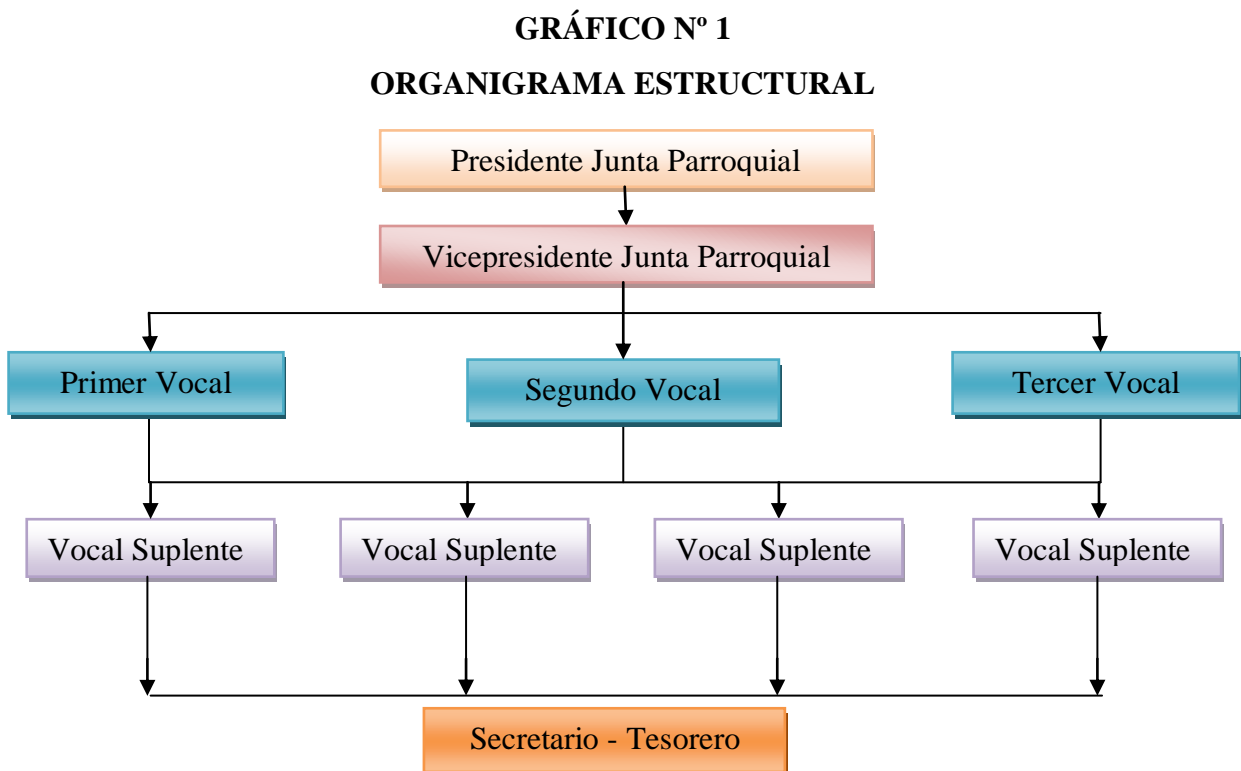 GRÁFICO Nº 1
ORGANIGRAMA ESTRUCTURAL
Presidente Junta Parroquial
Vicepresidente Junta Parroquial
Primer Vocal
Segundo Vocal
Tercer Vocal
Vocal Suplente
Vocal Suplente
Vocal Suplente
Vocal Suplente
Secretario - Tesorero